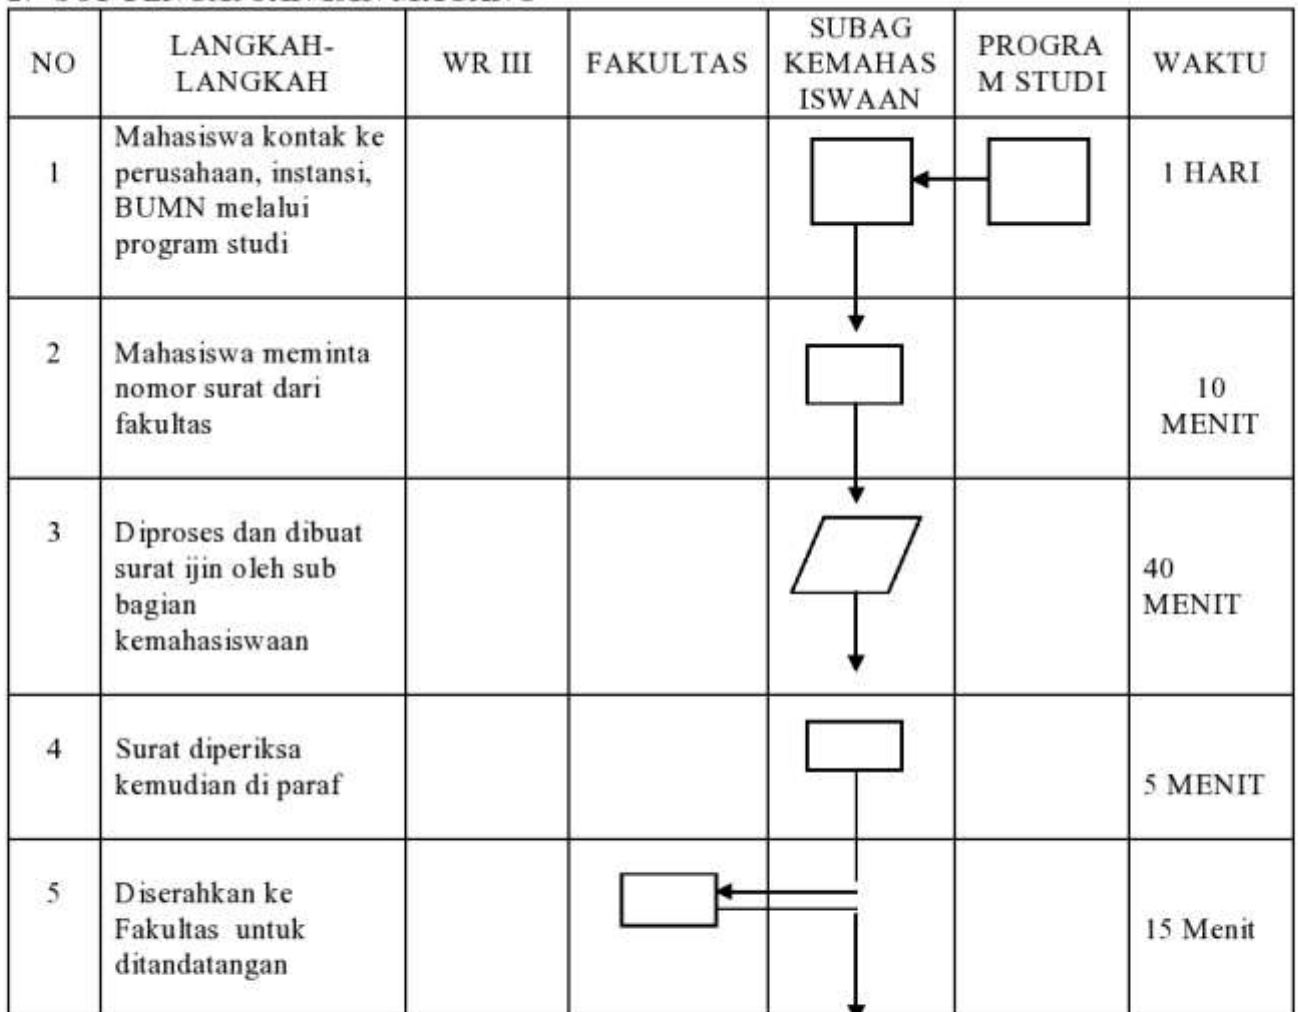 NO
LANGKAH-
LANGKAH
WR III
FAKULTAS
SUBAG
KEMAHAS
ISWAAN
PROGRA
M STUDI
WAKTU
1
Mahasiswa kontak ke
perusahaan, instansi,
BUMN melalui
program studi
1 HARI
2
Mahasiswa meminta
nomor surat dari
fakultas
10
MENIT
3
Diproses dan dibuat
surat ijin oleh sub
bagian
kemahasiswaan
40
MENIT
4
Surat diperiksa
kemudian di paraf
5 MENIT
5
Diserahkan ke
Fakultas untuk
ditandatangan
15 Menit